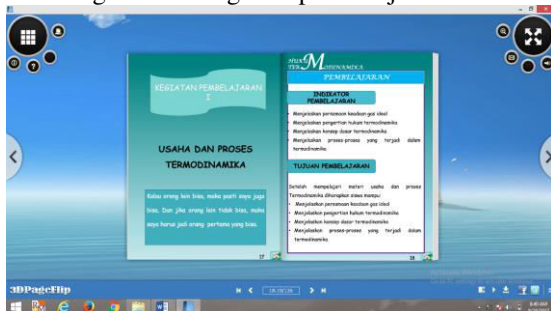 KEGIATAN PEMBELAJARAN
I
USAHA DAN PROSES
TERMODINAMIKA
Kalau orang lain bisa, maka pasti saya juga
bisa. Dan jika orang lain tidak bisa, maka
saya harus jadi orang pertama yang bisa.
17
HUKUM
TERMODINAMIKA
PEMBELAJARAN
INDIKATOR
PEMBELAJARAN
Menjelaskan persamaan keadaan gas ideal
Menjelaskan pengertian hukum termodinamika
Menjelaskan konsep dasar termodinamika
Menjelaskan proses-proses yang terjadi dalam
termodinamika
TUJUAN PEMBELAJARAN
Setelah mempelajari materi usaha dan proses
Termodinamika diharapkan siswa mampu:
Menjelaskan persamaan keadaan gas ideal
Menjelaskan pengertian hukum termodinamika
Menjelaskan konsep dasar termodinamika
Menjelaskan proses-proses yang terjadi dalam
termodinamika
18
3DPageFlip